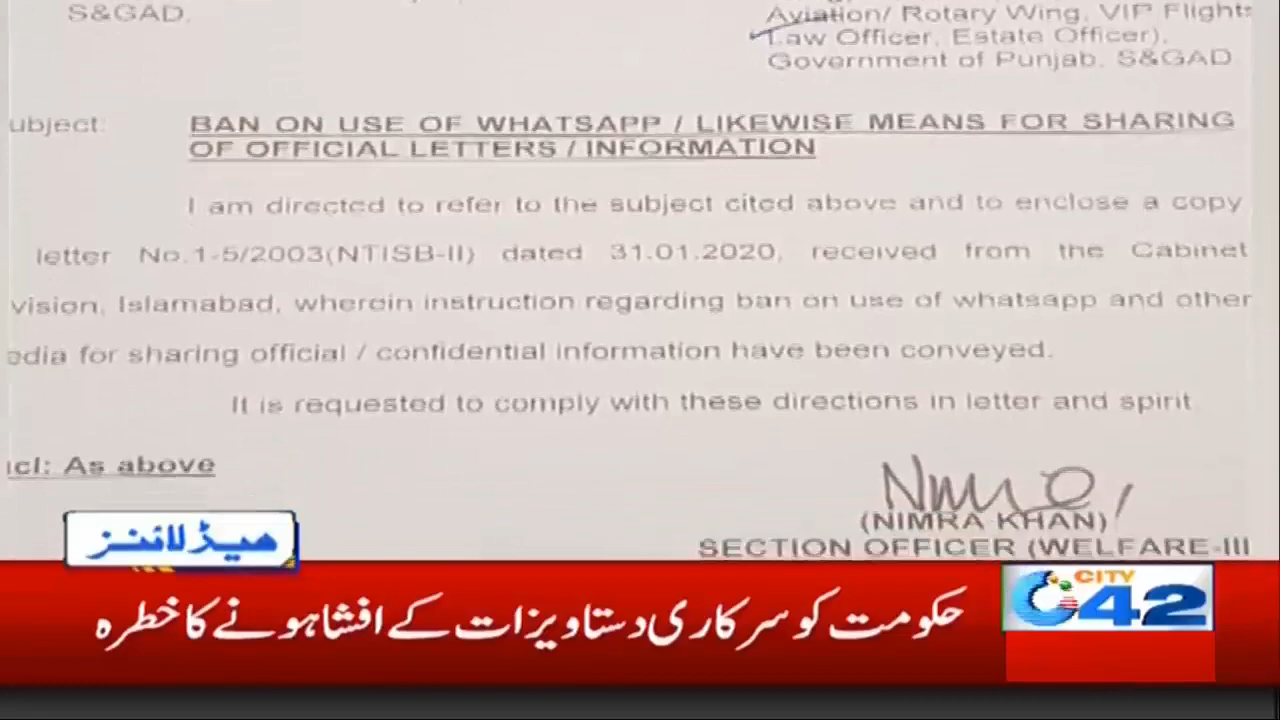 S&GAD.
Aviation/ Rotary Wing, VIP Flights
Law Officer, Estate Officer),
Government of Punjab, S&GAD
ubject:
BAN ON USE OF WHATSAPP / LIKEWISE MEANS FOR SHARING
OF OFFICIAL LETTERS / INFORMATION
I am directed to refer to the subject cited above and to enclose a copy
letter No.1-5/2003(NTISB-II) dated 31.01.2020, received from the Cabinet
vision, Islamabad, wherein instruction regarding ban on use of whatsapp and other
edia for sharing official / confidential information have been conveyed.
It is requested to comply with these directions in letter and spirit
ncl: As above
(NIMRA KHAN)
SECTION OFFICER (WELFARE-III
ھیڈ لائنز
CITY
42
حکومت کو سرکاری دستاویزات کے افشا ہونے کا خطرہ